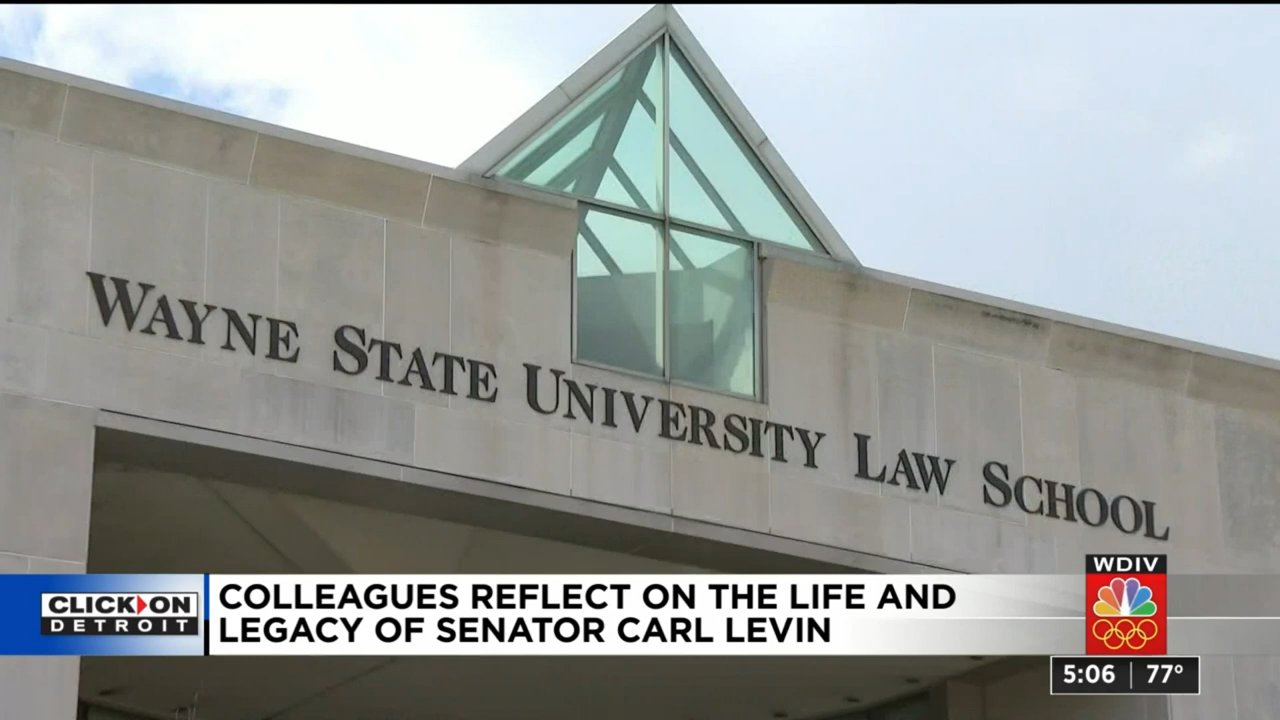 WAYNE STATE UNIVERSITY LAW SCHOOL
CLICK ON
DETROIT
COLLEAGUES REFLECT ON THE LIFE AND
LEGACY OF SENATOR CARL LEVIN
WDIV
5:06 77°